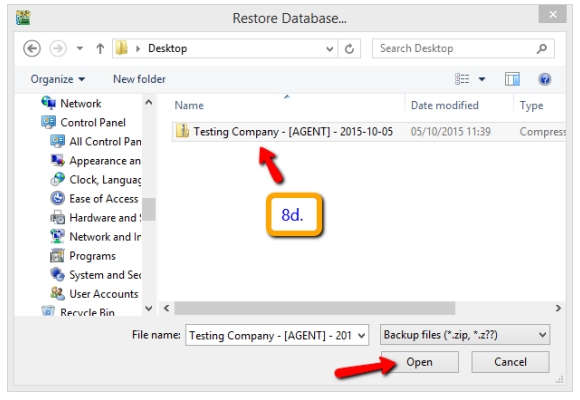 Restore Database...
Desktop
Search Desktop
Organize
New folder
Network
Control Panel
All Control Pan
Appearance an
Clock, Languag
Ease of Access
Hardware and S
Network and In
Programs
System and Sec
User Accounts
Recycle Bin
Name
Date modified
Type
Testing Company - [AGENT] - 2015-10-05
05/10/2015 11:39
Compress
8d.
File name:
Testing Company - [AGENT] - 201
Backup files (*.zip, *.z??)
Open
Cancel